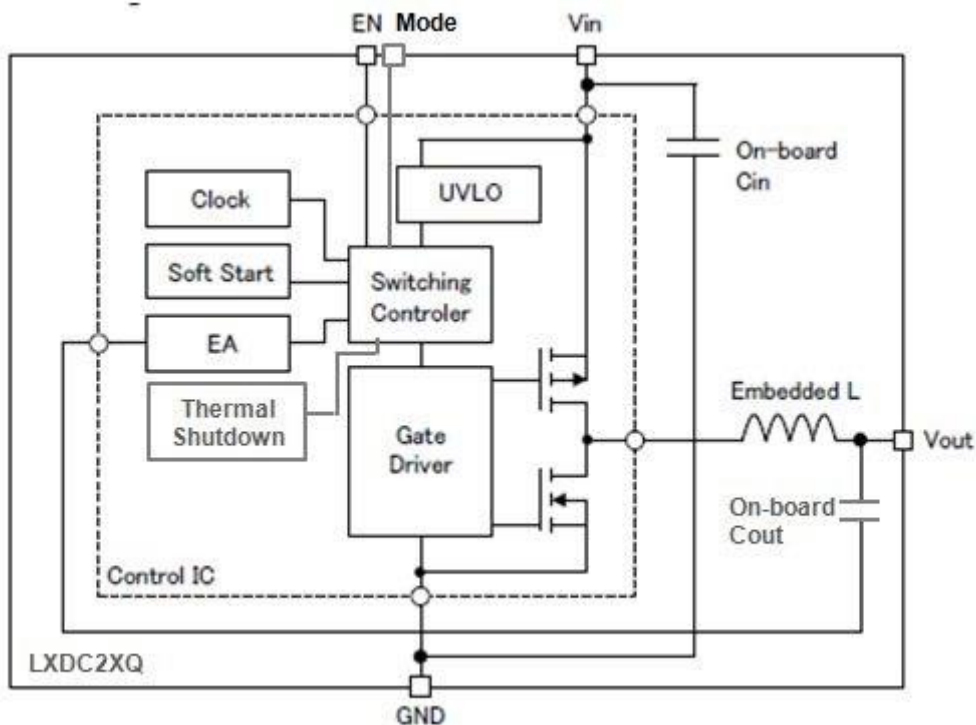 EN Mode Vin
On-board
Cin
UVLO
Clock
Soft Start
Switching
Controler
EA
Thermal
Shutdown
Gate
Driver
Embedded L
Vout
On-board
Cout
Control IC
LXDC2XQ
GND